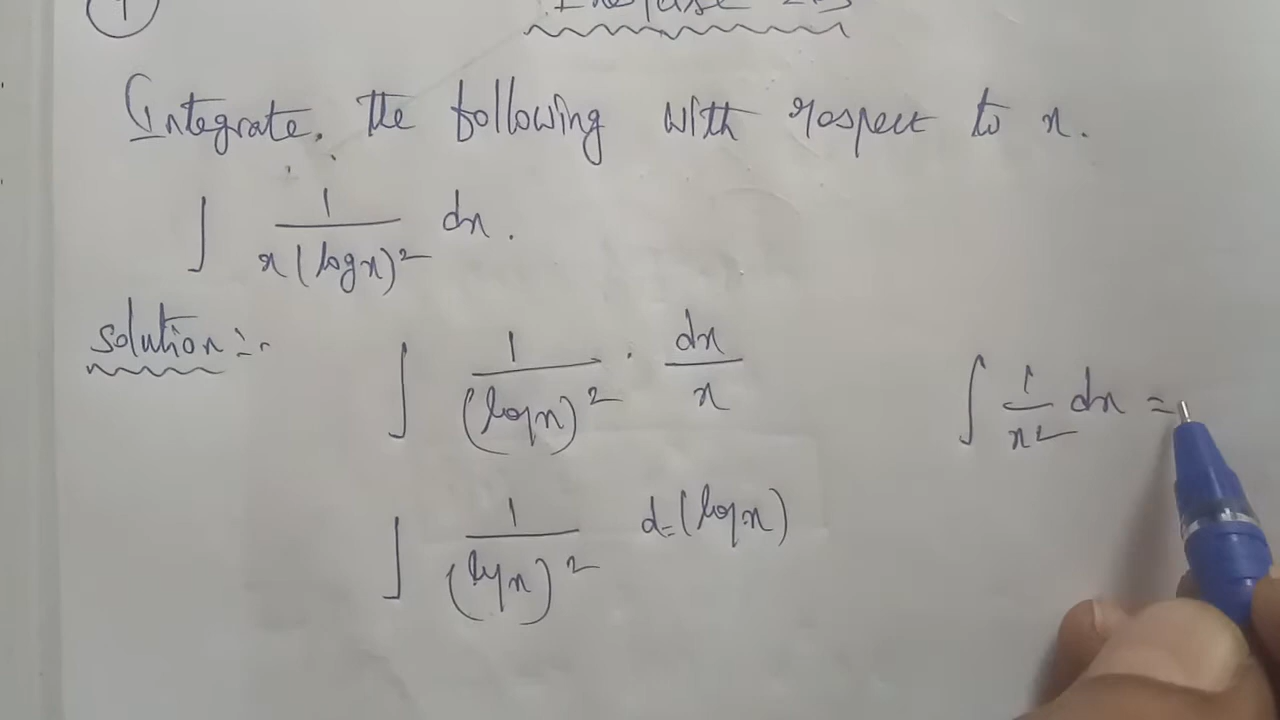 1
Integrate, the following with respect to x.
∫ 1/(x(log x)²) dx.
Solution:-
∫ 1/(log x)² · dx/x
∫ 1/x² dx =
∫ 1/(log x)² d(log x)